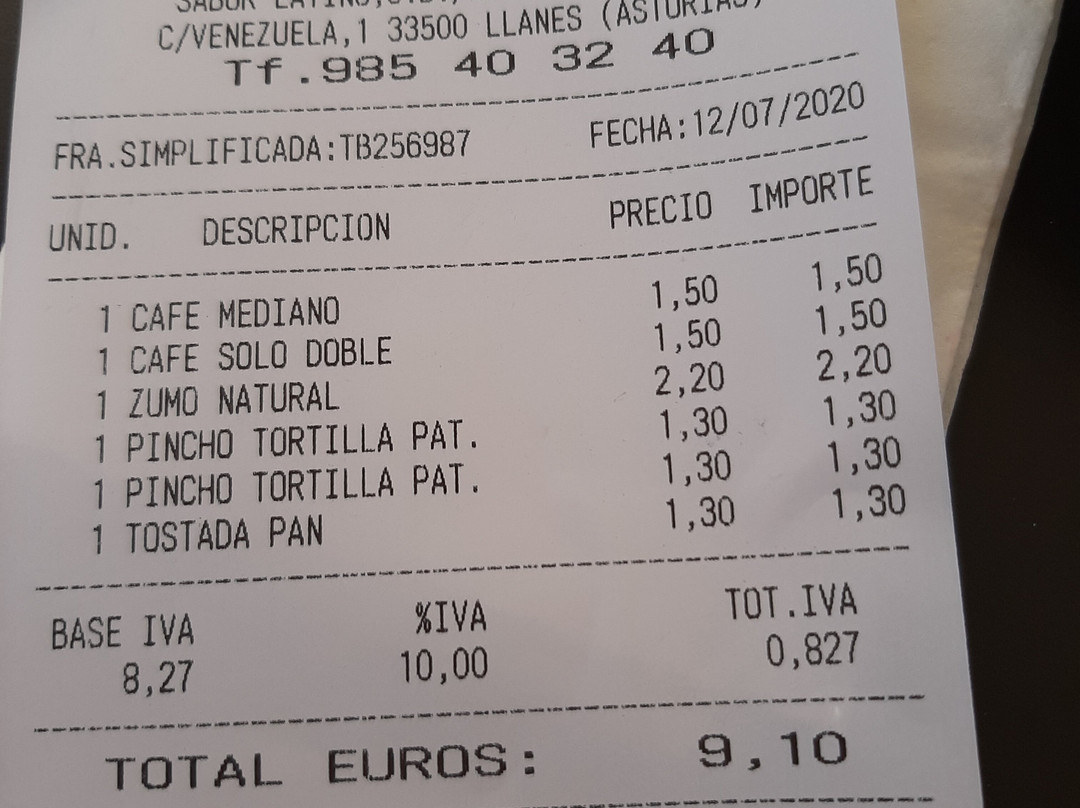 SABOR LATINO
C/VENEZUELA,1 33500 LLANES (ASTURIAS)
Tf.985 40 32 40
FRA.SIMPLIFICADA:TB256987 FECHA:12/07/2020
UNID. DESCRIPCION PRECIO IMPORTE
1 CAFE MEDIANO 1,50 1,50
1 CAFE SOLO DOBLE 1,50 1,50
1 ZUMO NATURAL 2,20 2,20
1 PINCHO TORTILLA PAT. 1,30 1,30
1 PINCHO TORTILLA PAT. 1,30 1,30
1 TOSTADA PAN 1,30 1,30
BASE IVA %IVA TOT.IVA
8,27 10,00 0,827
TOTAL EUROS: 9,10